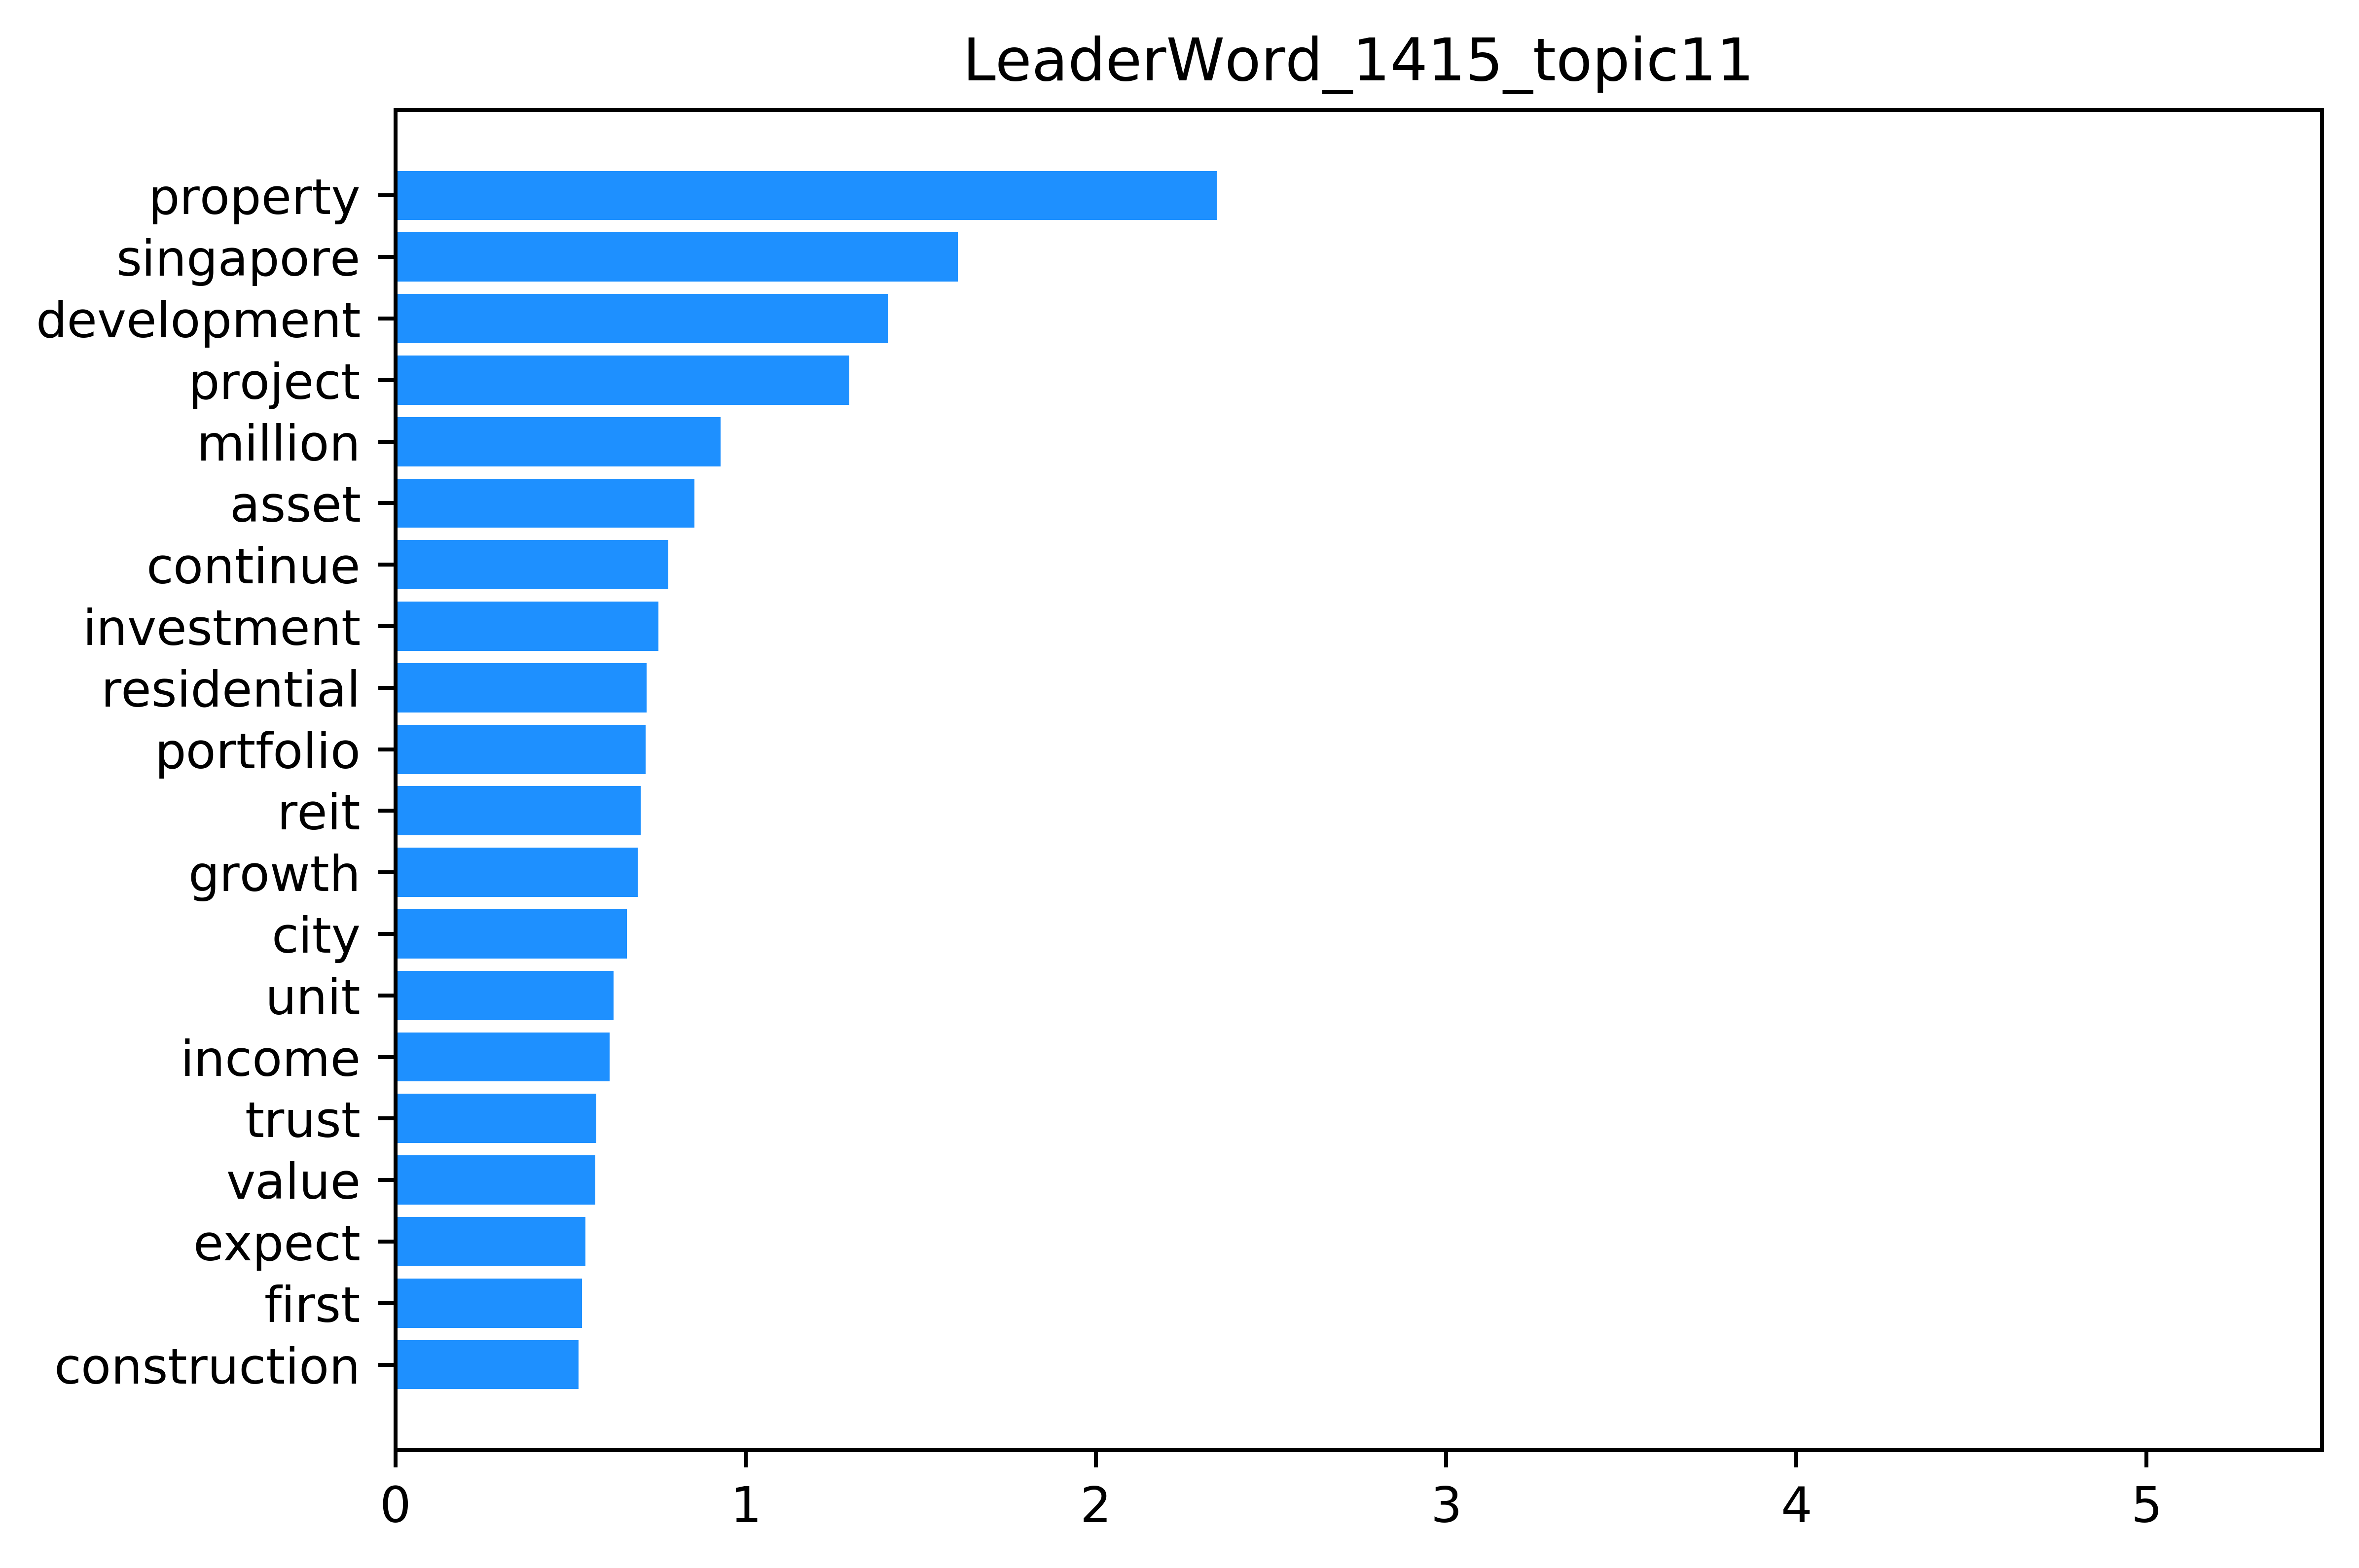 LeaderWord_1415_topic11
property
singapore
development
project
million
asset
continue
investment
residential
portfolio
reit
growth
city
unit
income
trust
value
expect
first
construction
0 1 2 3 4 5